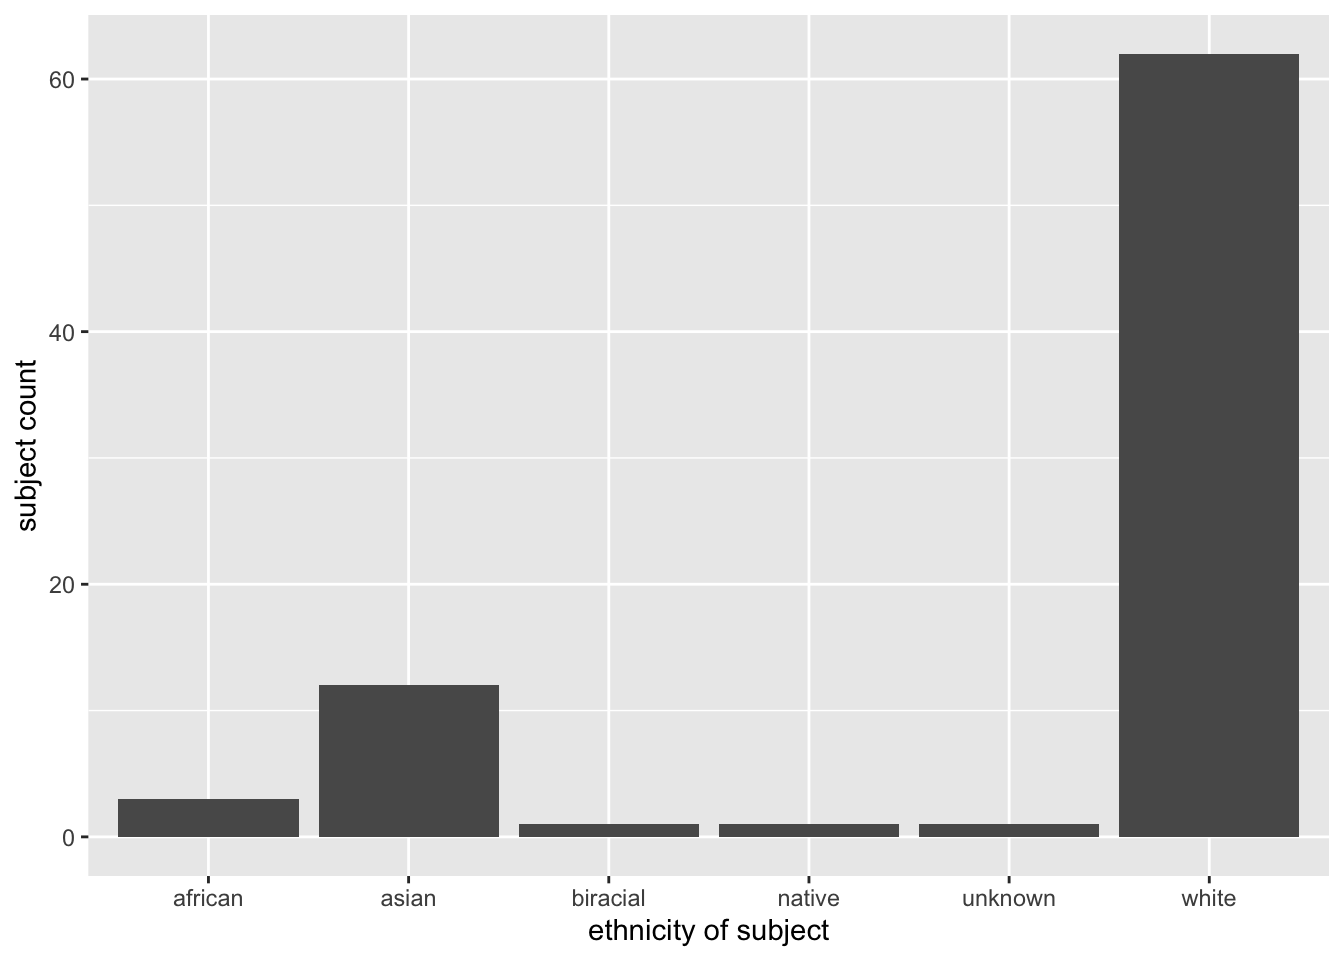 60
40
20
0
subject count
african asian biracial native unknown white
ethnicity of subject